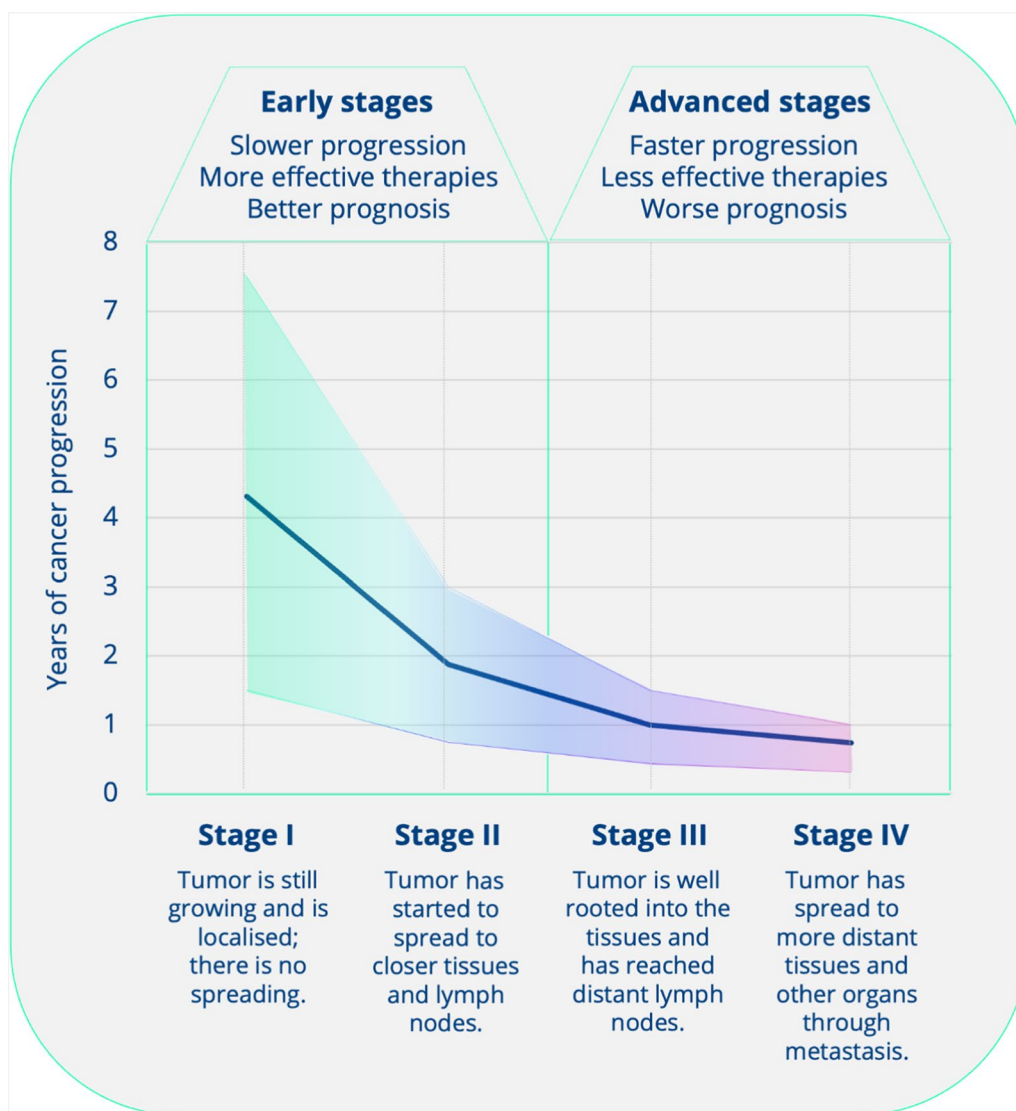 Early stages
Slower progression
More effective therapies
Better prognosis
Advanced stages
Faster progression
Less effective therapies
Worse prognosis
Years of cancer progression
8
7
6
5
4
3
2
1
0
Stage I
Tumor is still
growing and is
localised;
there is no
spreading.
Stage II
Tumor has
started to
spread to
closer tissues
and lymph
nodes.
Stage III
Tumor is well
rooted into the
tissues and
has reached
distant lymph
nodes.
Stage IV
Tumor has
spread to
more distant
tissues and
other organs
through
metastasis.